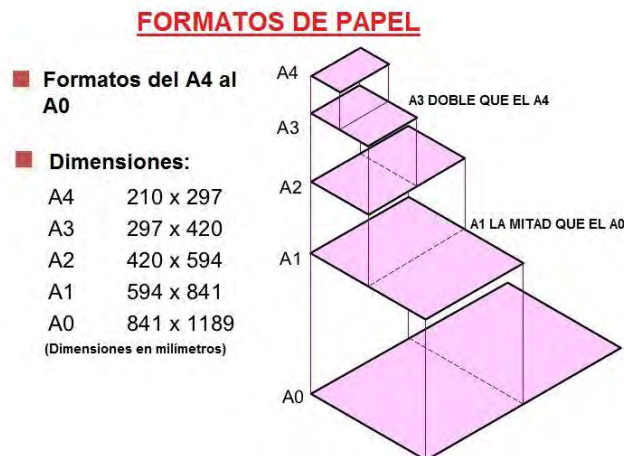 FORMATOS DE PAPEL
Formatos del A4 al
A0
Dimensiones:
A4 210 x 297
A3 297 x 420
A2 420 x 594
A1 594 x 841
A0 841 x 1189
(Dimensiones en milímetros)
A4
A3 DOBLE QUE EL A4
A3
A2
A1 LA MITAD QUE EL A0
A1
A0